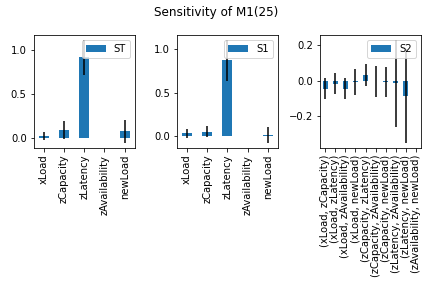 Sensitivity of M1(25)
ST
1.0
0.5
0.0
xLoad
zCapacity
zLatency
zAvailability
newLoad
S1
1.0
0.5
0.0
xLoad
zCapacity
zLatency
zAvailability
newLoad
S2
0.2
0.0
−0.2
(xLoad, zCapacity)
(xLoad, zLatency)
(xLoad, zAvailability)
(xLoad, newLoad)
(zCapacity, zLatency)
(zCapacity, zAvailability)
(zCapacity, newLoad)
(zLatency, zAvailability)
(zLatency, newLoad)
(zAvailability, newLoad)